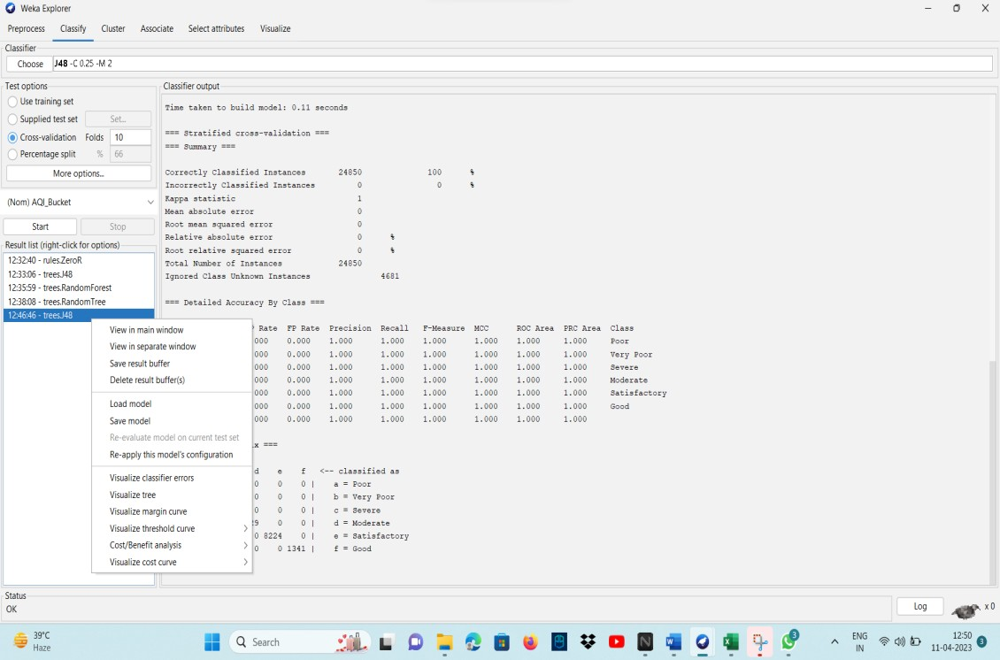 Weka Explorer
Preprocess Classify Cluster Associate Select attributes Visualize
Classifier
Choose J48 -C 0.25 -M 2
Test options
Use training set
Supplied test set Set...
Cross-validation Folds 10
Percentage split % 66
More options...
(Nom) AQI_Bucket
Start Stop
Result list (right-click for options)
12:32:40 - rules.ZeroR
12:33:06 - trees.J48
12:35:59 - trees.RandomForest
12:38:08 - trees.RandomTree
12:46:46 - trees.J48
View in main window
View in separate window
Save result buffer
Delete result buffer(s)
Load model
Save model
Re-evaluate model on current test set
Re-apply this model's configuration
Visualize classifier errors
Visualize tree
Visualize margin curve
Visualize threshold curve
Cost/Benefit analysis
Visualize cost curve
Classifier output
Time taken to build model: 0.11 seconds
=== Stratified cross-validation ===
=== Summary ===
Correctly Classified Instances 24850 100 %
Incorrectly Classified Instances 0 0 %
Kappa statistic 1
Mean absolute error 0
Root mean squared error 0
Relative absolute error 0 %
Root relative squared error 0 %
Total Number of Instances 24850
Ignored Class Unknown Instances 4681
=== Detailed Accuracy By Class ===
Rate FP Rate Precision Recall F-Measure MCC ROC Area PRC Area Class
000 0.000 1.000 1.000 1.000 1.000 1.000 1.000 Poor
000 0.000 1.000 1.000 1.000 1.000 1.000 1.000 Very Poor
000 0.000 1.000 1.000 1.000 1.000 1.000 1.000 Severe
000 0.000 1.000 1.000 1.000 1.000 1.000 1.000 Moderate
000 0.000 1.000 1.000 1.000 1.000 1.000 1.000 Satisfactory
000 0.000 1.000 1.000 1.000 1.000 1.000 1.000 Good
000 0.000 1.000 1.000 1.000 1.000 1.000 1.000
x ===
d e f <-- classified as
0 0 0 | a = Poor
0 0 0 | b = Very Poor
0 0 0 | c = Severe
29 0 0 | d = Moderate
0 8224 0 | e = Satisfactory
0 0 1341 | f = Good
Status
OK
Log x 0
39°C
Haze
Search
3
ENG
IN
12:50
11-04-2023
3